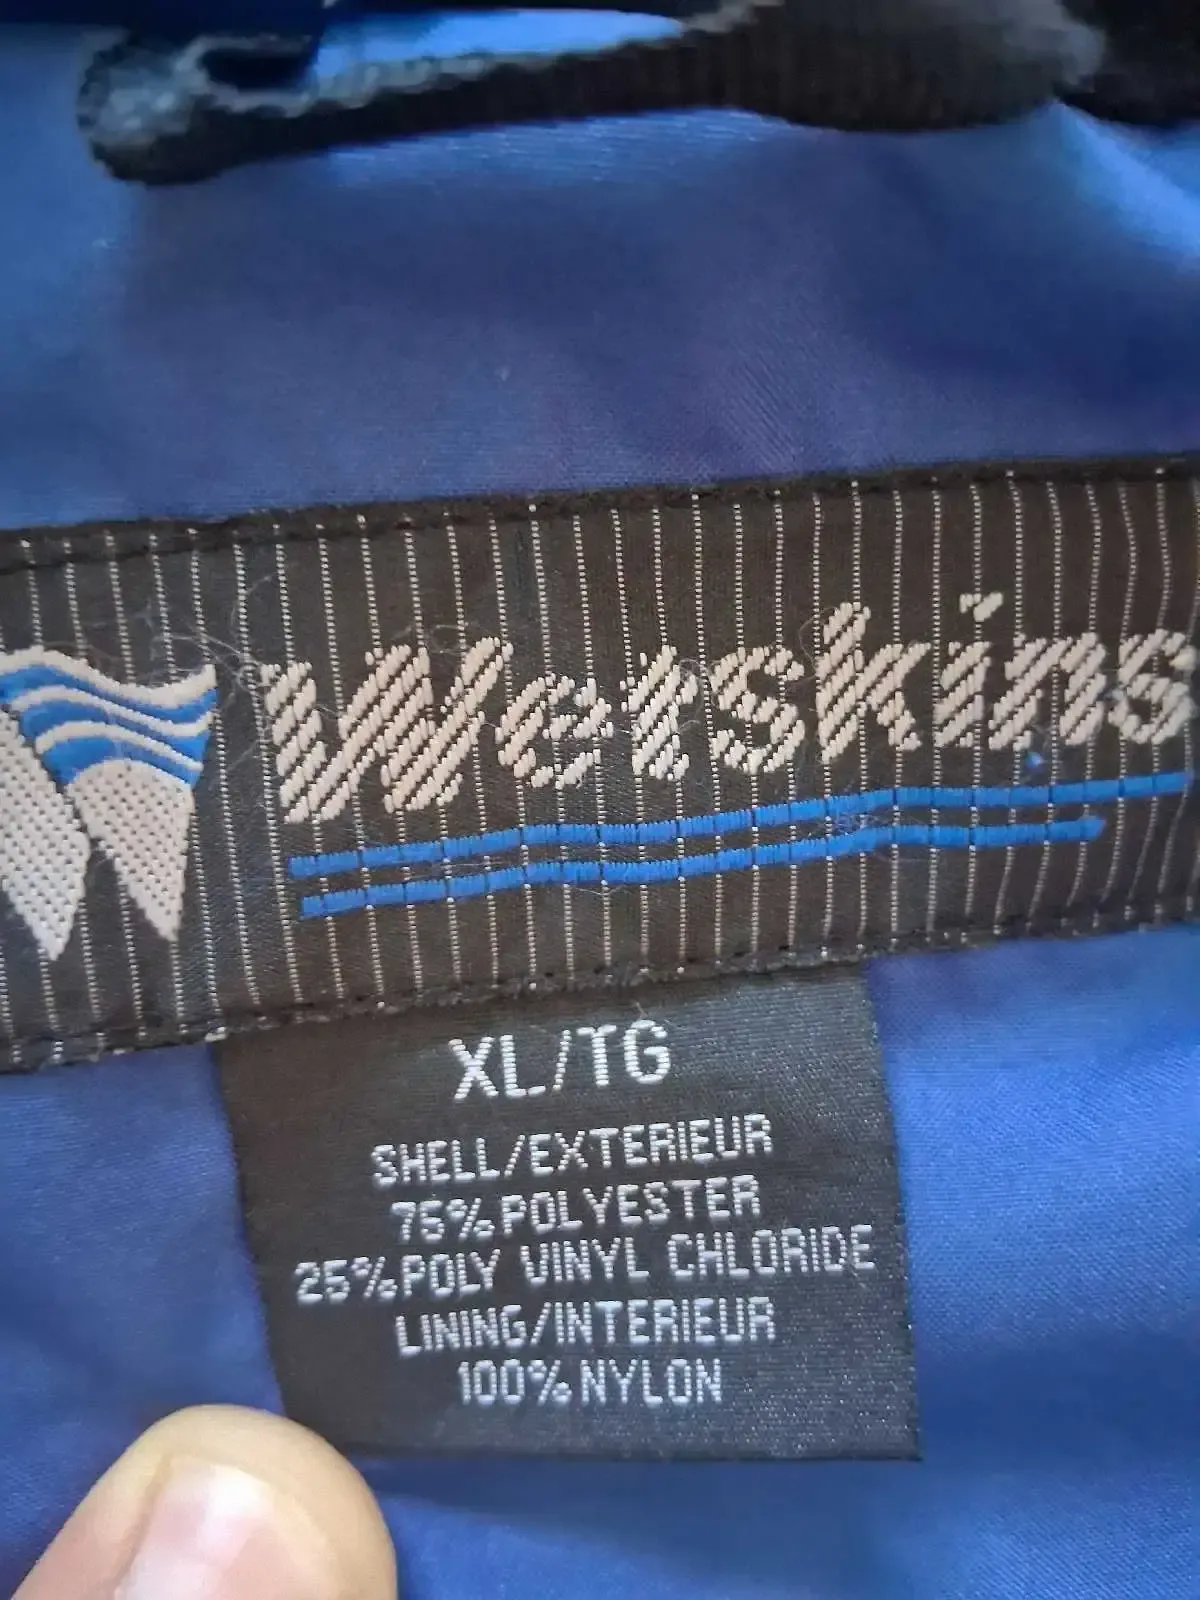 Wetskins
XL/TG
SHELL/EXTERIEUR
75%POLYESTER
25%POLY VINYL CHLORIDE
LINING/INTERIEUR
100%NYLON